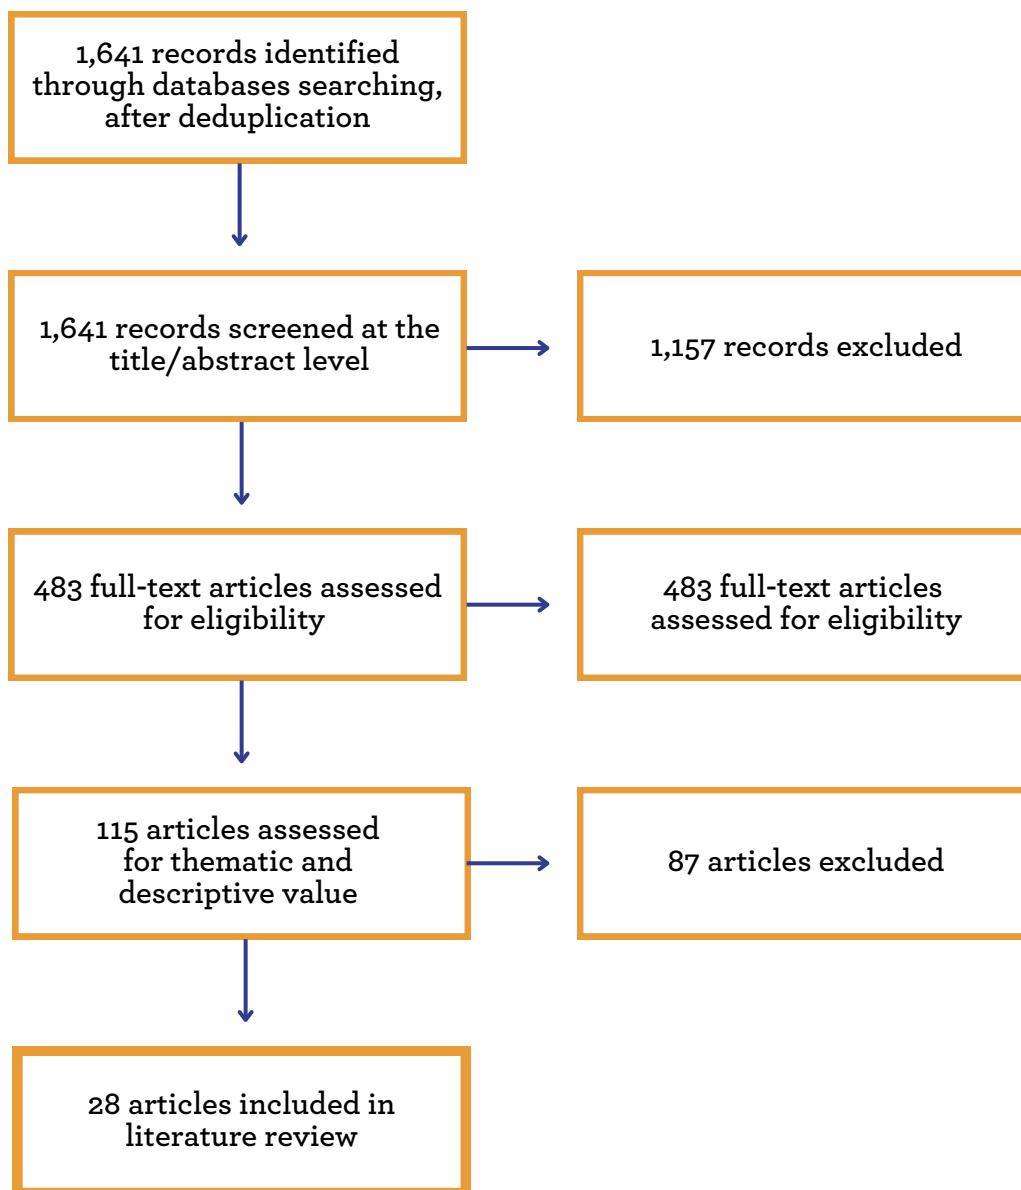 1,641 records identified
through databases searching,
after deduplication
1,641 records screened at the
title/abstract level
1,157 records excluded
483 full-text articles assessed
for eligibility
483 full-text articles
assessed for eligibility
115 articles assessed
for thematic and
descriptive value
87 articles excluded
28 articles included in
literature review